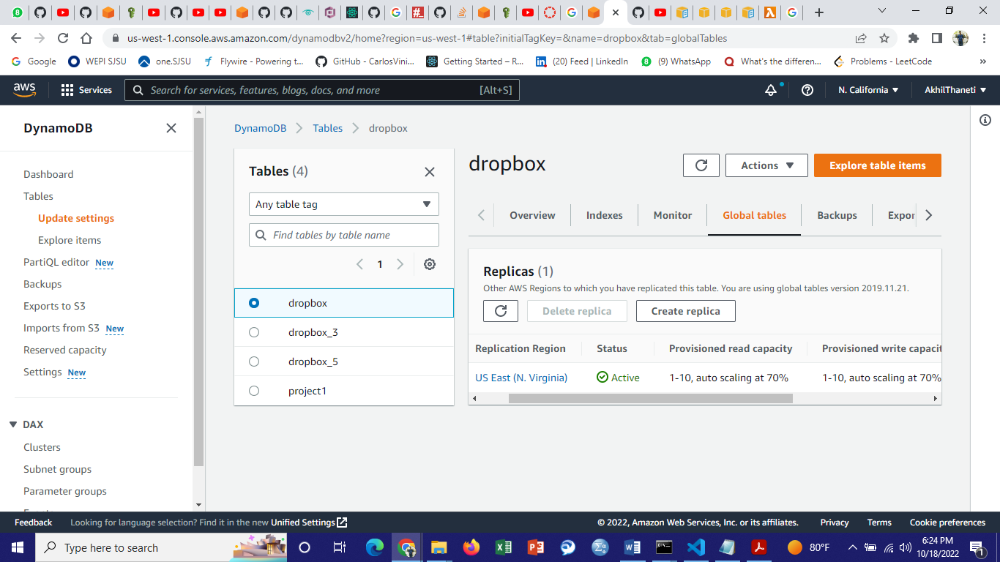 us-west-1.console.aws.amazon.com/dynamodbv2/home?region=us-west-1#table?initialTagKey=&name=dropbox&tab=globalTables
Google WEPI SJSU one.SJSU Flywire - Powering t... GitHub - CarlosVini... Getting Started – R... (20) Feed | LinkedIn (9) WhatsApp What's the differen... Problems - LeetCode »
aws Services Search for services, features, blogs, docs, and more [Alt+S] N. California AkhilThaneti
DynamoDB
Dashboard
Tables
Update settings
Explore items
PartiQL editor New
Backups
Exports to S3
Imports from S3 New
Reserved capacity
Settings New
DAX
Clusters
Subnet groups
Parameter groups
DynamoDB Tables dropbox
Tables (4)
Any table tag
Find tables by table name
1
dropbox
dropbox_3
dropbox_5
project1
dropbox
Actions Explore table items
Overview Indexes Monitor Global tables Backups Expor
Replicas (1)
Other AWS Regions to which you have replicated this table. You are using global tables version 2019.11.21.
Delete replica Create replica
Replication Region Status Provisioned read capacity Provisioned write capacit
US East (N. Virginia) Active 1-10, auto scaling at 70% 1-10, auto scaling at 70%
Feedback Looking for language selection? Find it in the new Unified Settings © 2022, Amazon Web Services, Inc. or its affiliates. Privacy Terms Cookie preferences
Type here to search 80°F 6:24 PM
10/18/2022 1